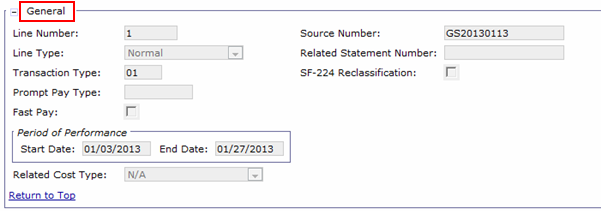 General
Line Number: 1 Source Number: GS20130113
Line Type: Normal Related Statement Number:
Transaction Type: 01 SF-224 Reclassification:
Prompt Pay Type:
Fast Pay:
Period of Performance
Start Date: 01/03/2013 End Date: 01/27/2013
Related Cost Type: N/A
Return to Top